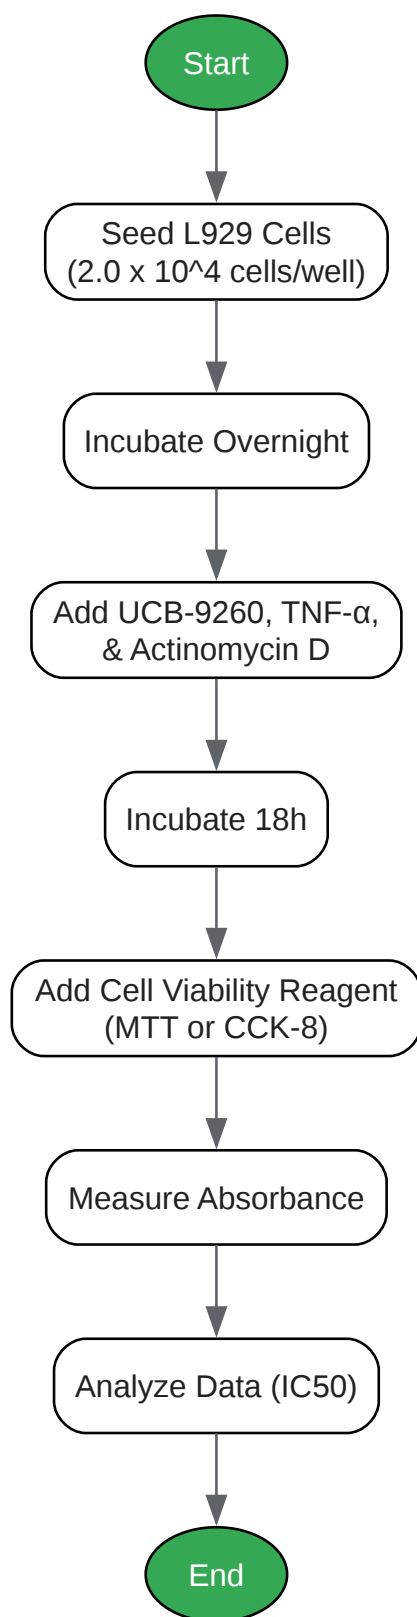 Start
Seed L929 Cells
(2.0 x 10^4 cells/well)
Incubate Overnight
Add UCB-9260, TNF-α,
& Actinomycin D
Incubate 18h
Add Cell Viability Reagent
(MTT or CCK-8)
Measure Absorbance
Analyze Data (IC50)
End